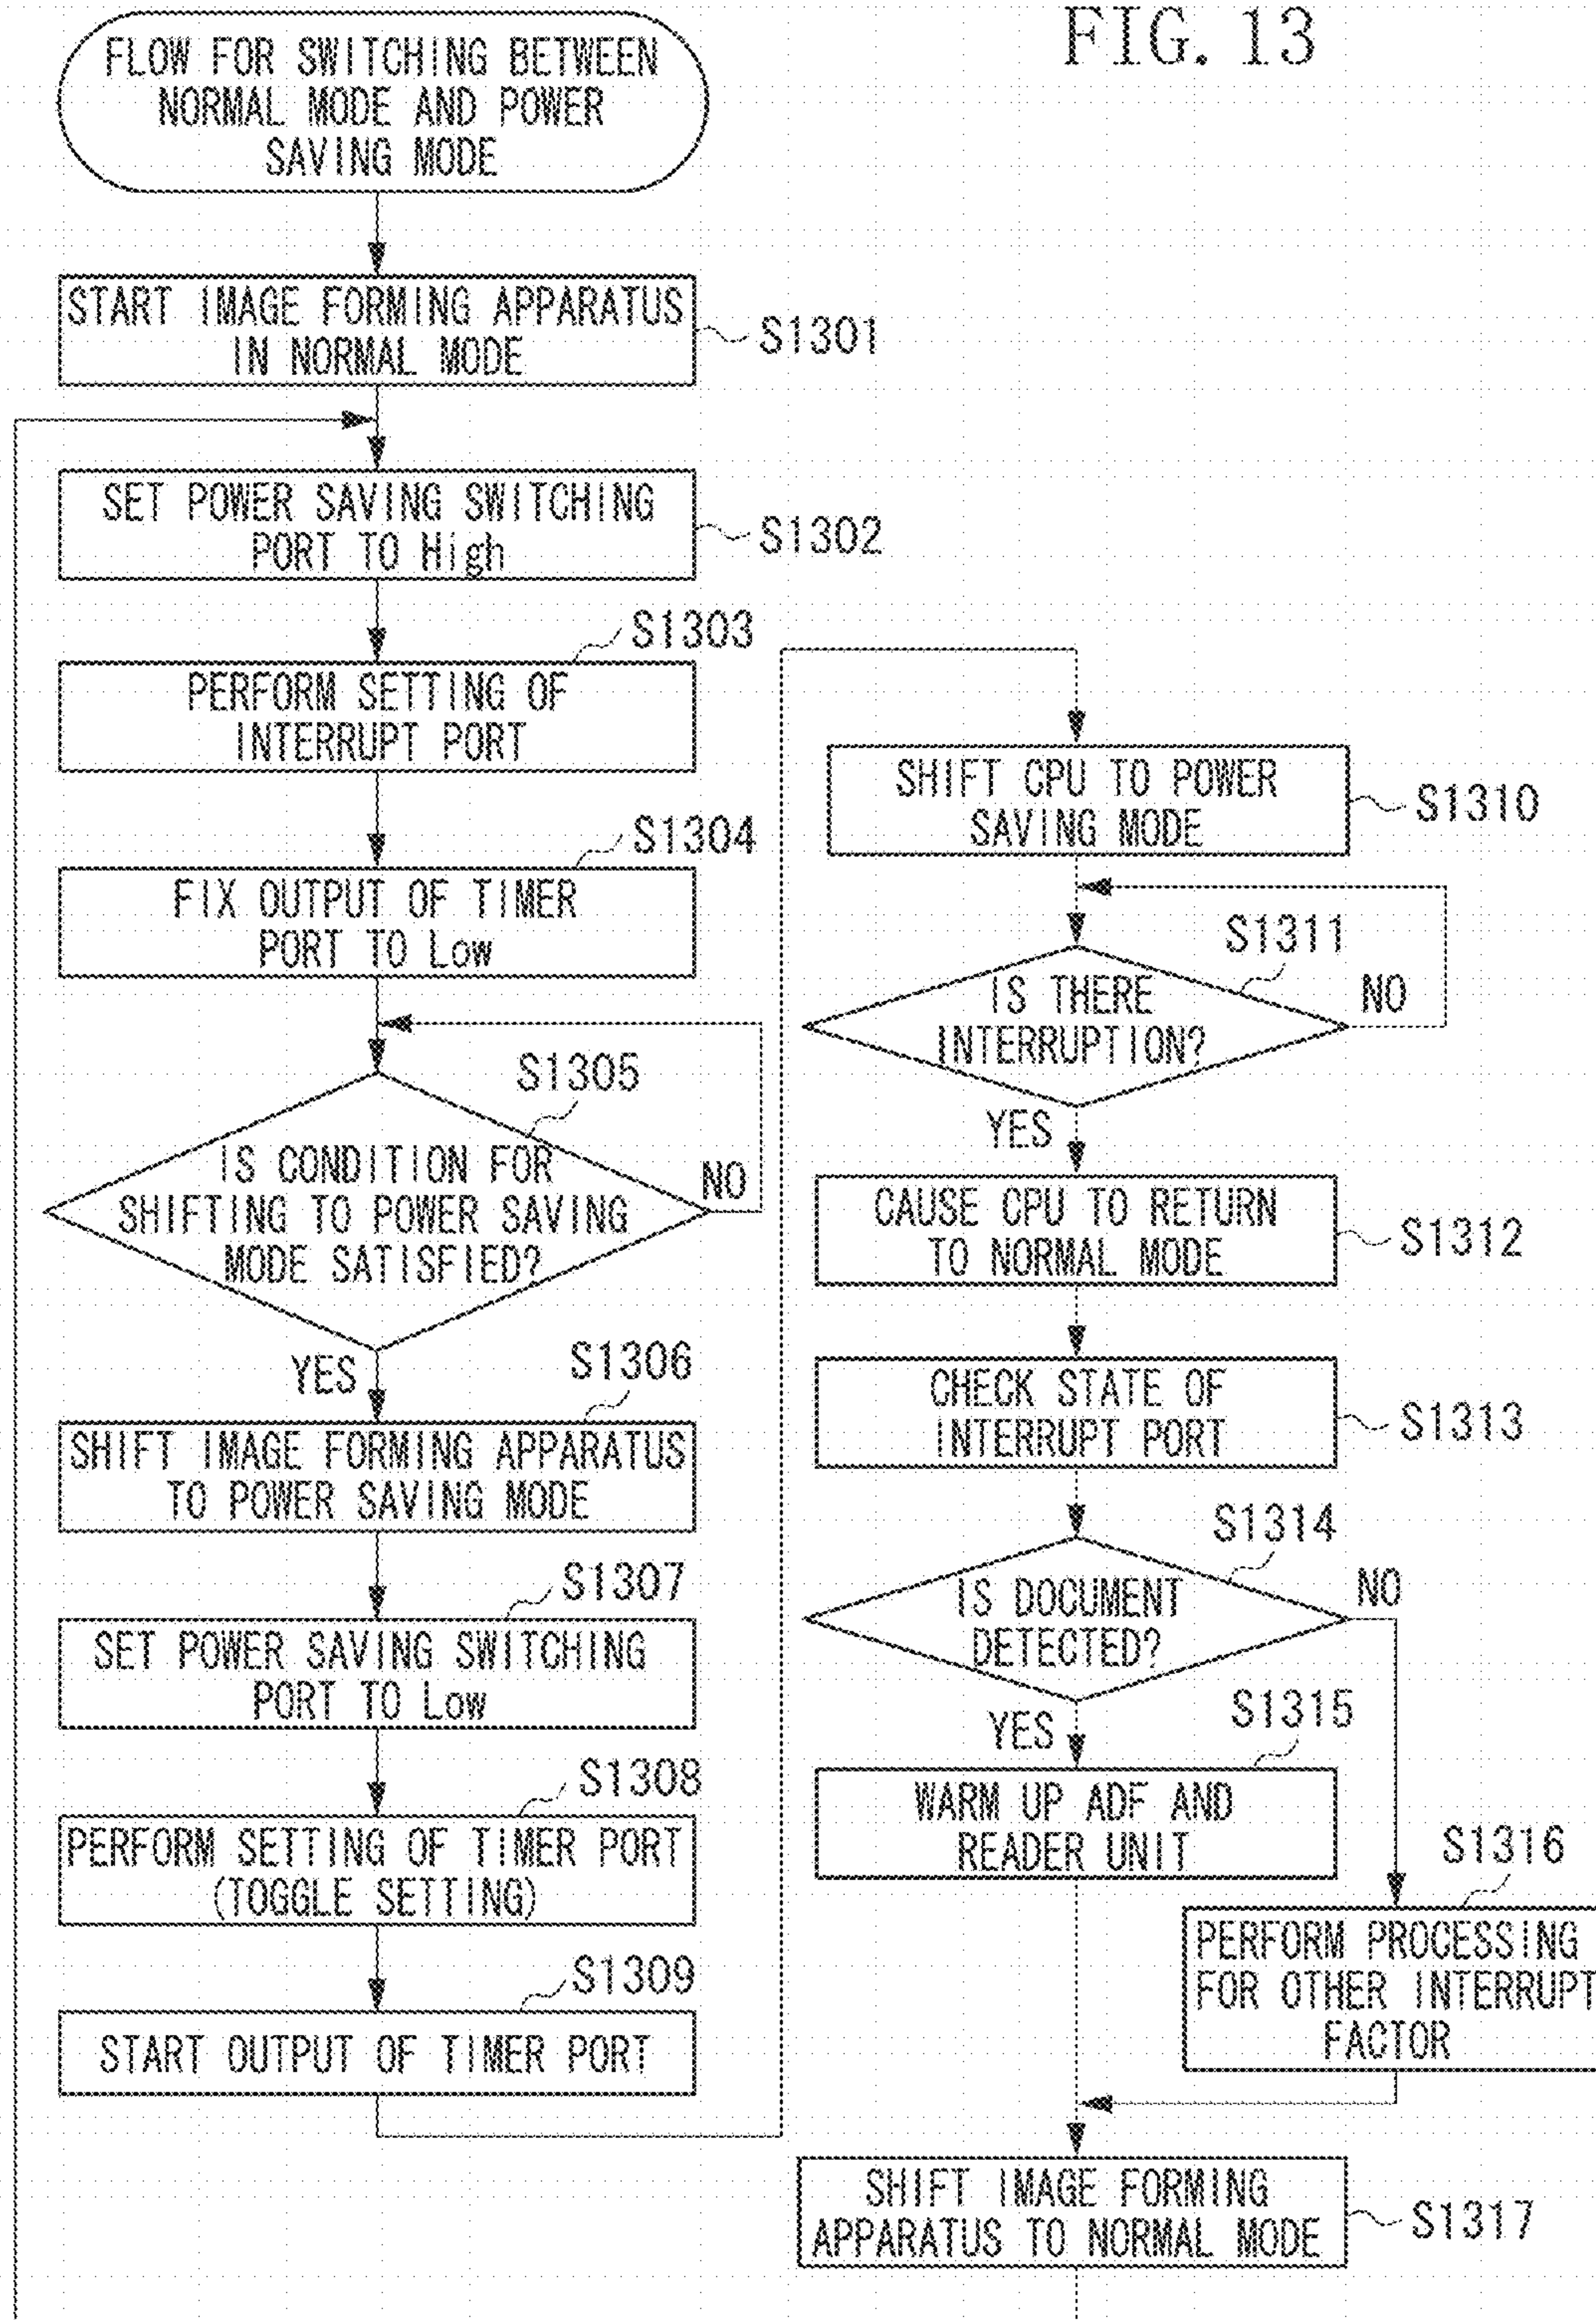 FIG. 13
FLOW FOR SWITCHING BETWEEN
NORMAL MODE AND POWER
SAVING MODE
START IMAGE FORMING APPARATUS
IN NORMAL MODE
S1301
SET POWER SAVING SWITCHING
PORT TO High
S1302
S1303
PERFORM SETTING OF
INTERRUPT PORT
S1304
FIX OUTPUT OF TIMER
PORT TO Low
S1305
IS CONDITION FOR
SHIFTING TO POWER SAVING
MODE SATISFIED?
NO
YES
S1306
SHIFT IMAGE FORMING APPARATUS
TO POWER SAVING MODE
S1307
SET POWER SAVING SWITCHING
PORT TO Low
S1308
PERFORM SETTING OF TIMER PORT
(TOGGLE SETTING)
S1309
START OUTPUT OF TIMER PORT
SHIFT CPU TO POWER
SAVING MODE
S1310
S1311
IS THERE
INTERRUPTION?
NO
YES
CAUSE CPU TO RETURN
TO NORMAL MODE
S1312
CHECK STATE OF
INTERRUPT PORT
S1313
S1314
IS DOCUMENT
DETECTED?
NO
YES
S1315
WARM UP ADF AND
READER UNIT
S1316
PERFORM PROCESSING
FOR OTHER INTERRUPT
FACTOR
SHIFT IMAGE FORMING
APPARATUS TO NORMAL MODE
S1317